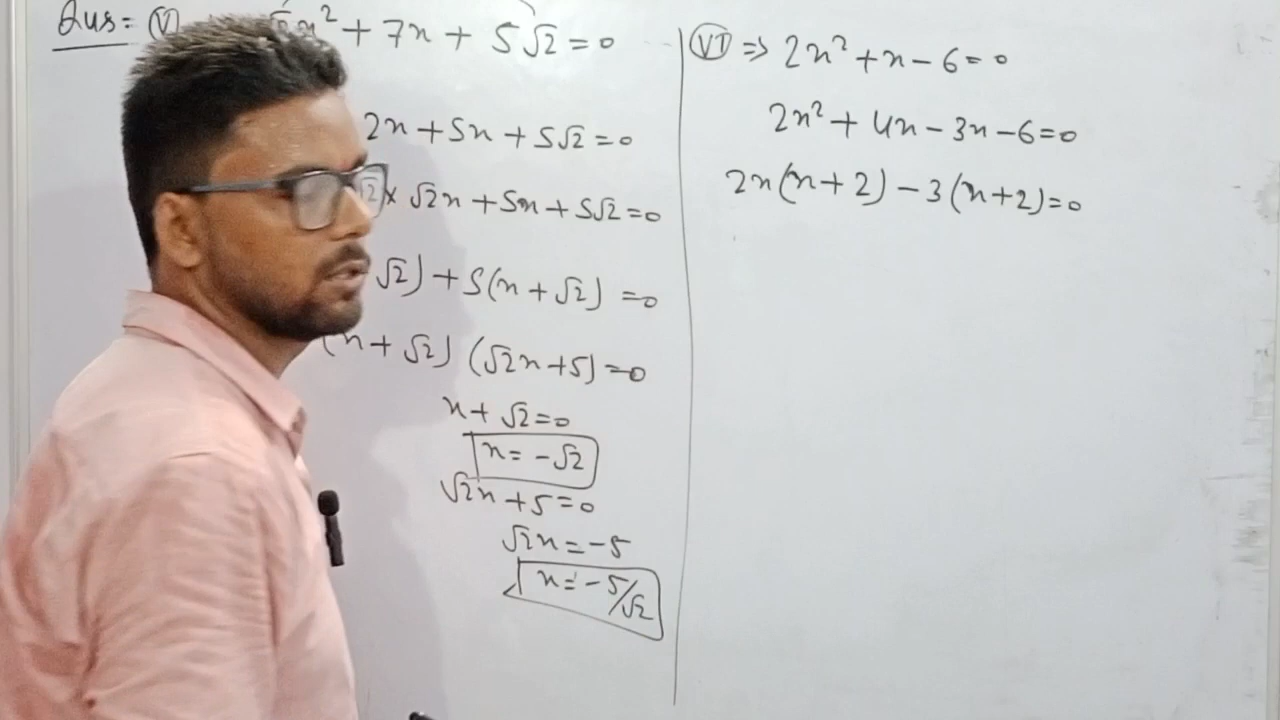 Qus = (V) x² + 7x + 5√2 = 0
2x + 5x + 5√2 = 0
√2 x √2x + 5x + 5√2 = 0
√2) + 5(x + √2) = 0
(x + √2) (√2x + 5) = 0
x + √2 = 0
x = -√2
√2x + 5 = 0
√2x = -5
x = -5/√2
(VI) ⇒ 2x² + x - 6 = 0
2x² + 4x - 3x - 6 = 0
2x(x + 2) - 3(x + 2) = 0